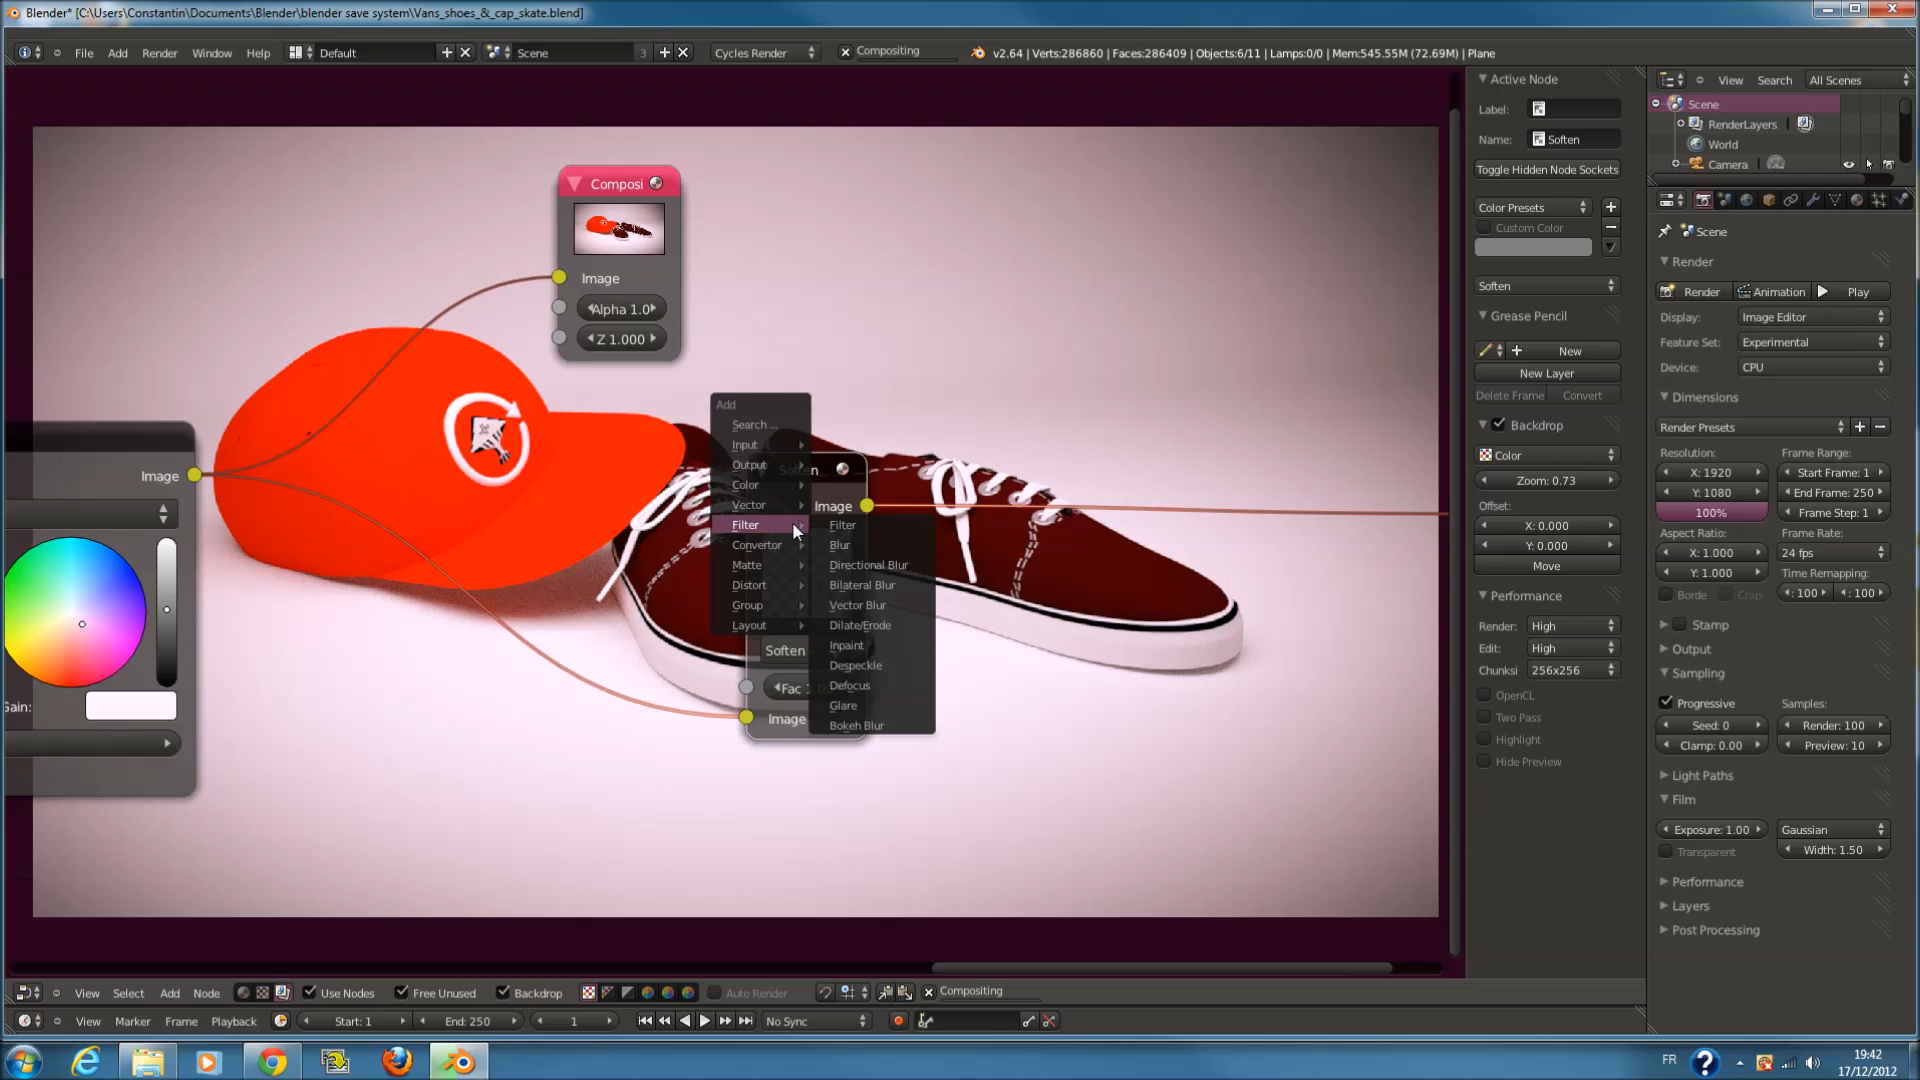 Blender* [C:\Users\Constantin\Documents\Blender\blender save system\Vans_shoes_&_cap_skate.blend]
File Add Render Window Help Default Scene 3 Cycles Render Compositing v2.64 | Verts:286860 | Faces:286409 | Objects:6/11 | Lamps:0/0 | Mem:545.55M (72.69M) | Plane
Composi
Image
Alpha 1.0
Z 1.000
Image
Gain:
Add
Search ...
Input
Output
Color
Vector
Filter
Convertor
Matte
Distort
Group
Layout
Filter
Blur
Directional Blur
Bilateral Blur
Vector Blur
Dilate/Erode
Inpaint
Despeckle
Defocus
Glare
Bokeh Blur
Image
Soften
Fac
Image
Active Node
Label:
Name: Soften
Toggle Hidden Node Sockets
Color Presets
Custom Color
Soften
Grease Pencil
New
New Layer
Delete Frame Convert
Backdrop
Color
Zoom: 0.73
Offset:
X: 0.000
Y: 0.000
Move
Performance
Render: High
Edit: High
Chunksi 256x256
OpenCL
Two Pass
Highlight
Hide Preview
View Search All Scenes
Scene
RenderLayers
World
Camera
Scene
Render
Render Animation Play
Display: Image Editor
Feature Set: Experimental
Device: CPU
Dimensions
Render Presets
Resolution: Frame Range:
X: 1920 Start Frame: 1
Y: 1080 End Frame: 250
100% Frame Step: 1
Aspect Ratio: Frame Rate:
X: 1.000 24 fps
Y: 1.000 Time Remapping:
Borde Crop : 100 : 100
Stamp
Output
Sampling
Progressive Samples:
Seed: 0 Render: 100
Clamp: 0.00 Preview: 10
Light Paths
Film
Exposure: 1.00 Gaussian
Transparent Width: 1.50
Performance
Layers
Post Processing
View Select Add Node Use Nodes Free Unused Backdrop Auto Render Compositing
View Marker Frame Playback Start: 1 End: 250 1 No Sync
FR 19:42
17/12/2012